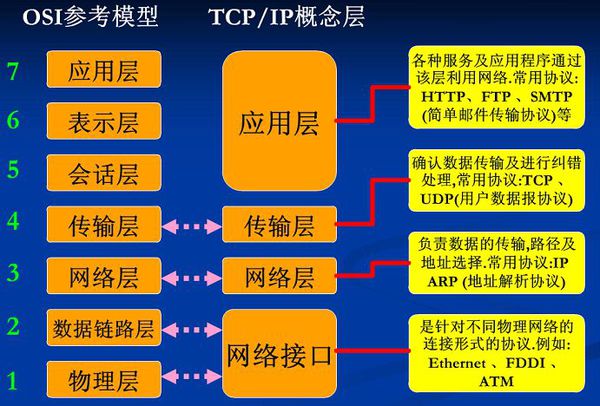 OSI参考模型
TCP/IP概念层
7
应用层
6
表示层
5
会话层
4
传输层
3
网络层
2
数据链路层
1
物理层
应用层
传输层
网络层
网络接口
各种服务及应用程序通过
该层利用网络.常用协议:
HTTP、FTP 、SMTP
(简单邮件传输协议)等
确认数据传输及进行纠错
处理,常用协议:TCP 、
UDP(用户数据报协议)
负责数据的传输,路径及
地址选择.常用协议:IP
ARP (地址解析协议)
是针对不同物理网络的
连接形式的协议.例如:
Ethernet 、FDDI 、
ATM